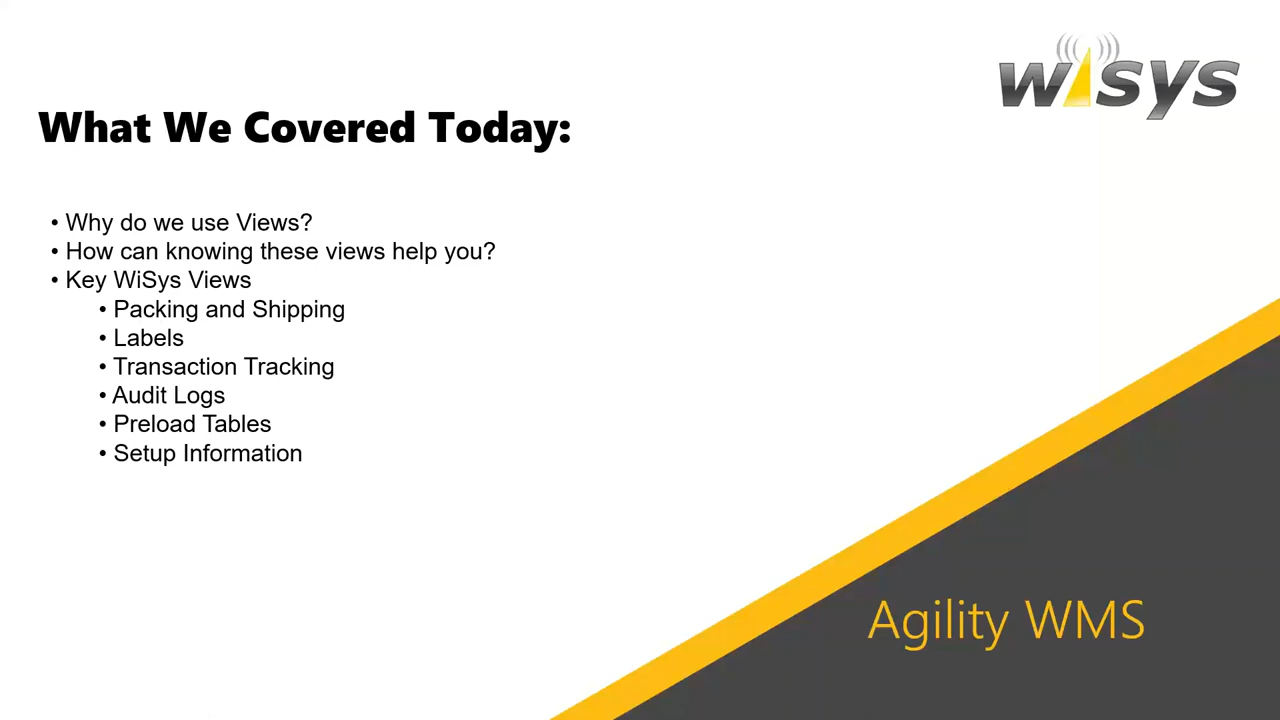 wisys
What We Covered Today:
• Why do we use Views?
• How can knowing these views help you?
• Key WiSys Views
• Packing and Shipping
• Labels
• Transaction Tracking
• Audit Logs
• Preload Tables
• Setup Information
Agility WMS